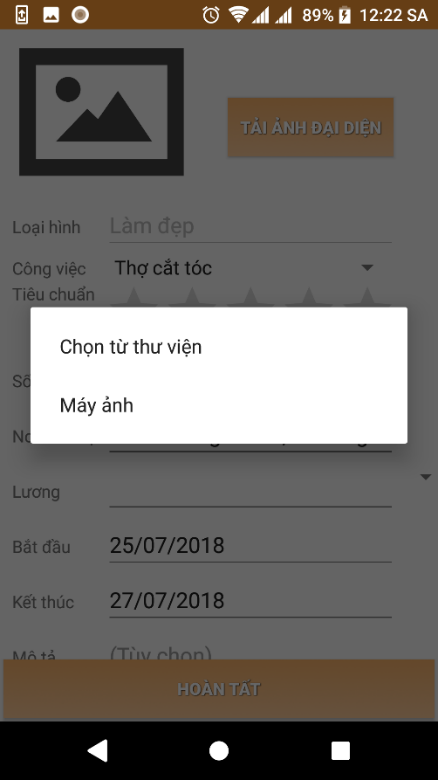 89% 12:22 SA
TẢI ẢNH ĐẠI DIỆN
Loại hình Làm đẹp
Công việc Thợ cắt tóc
Tiêu chuẩn
Chọn từ thư viện
Máy ảnh
Lương
Bắt đầu 25/07/2018
Kết thúc 27/07/2018
Mô tả (Tùy chọn)
HOÀN TẤT